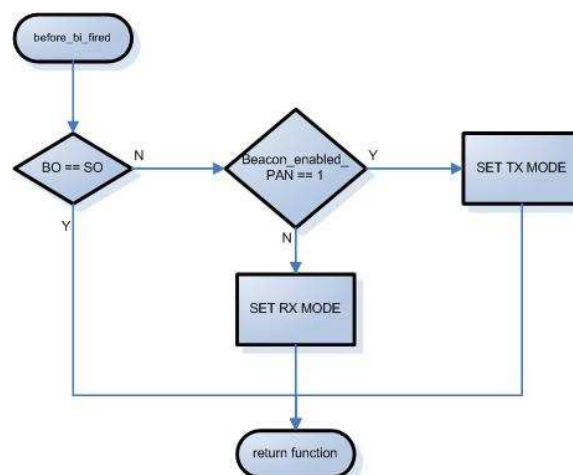 before_bi_fired
BO == SO
N
Beacon_enabled_
PAN == 1
Y
SET TX MODE
Y
N
SET RX MODE
return function